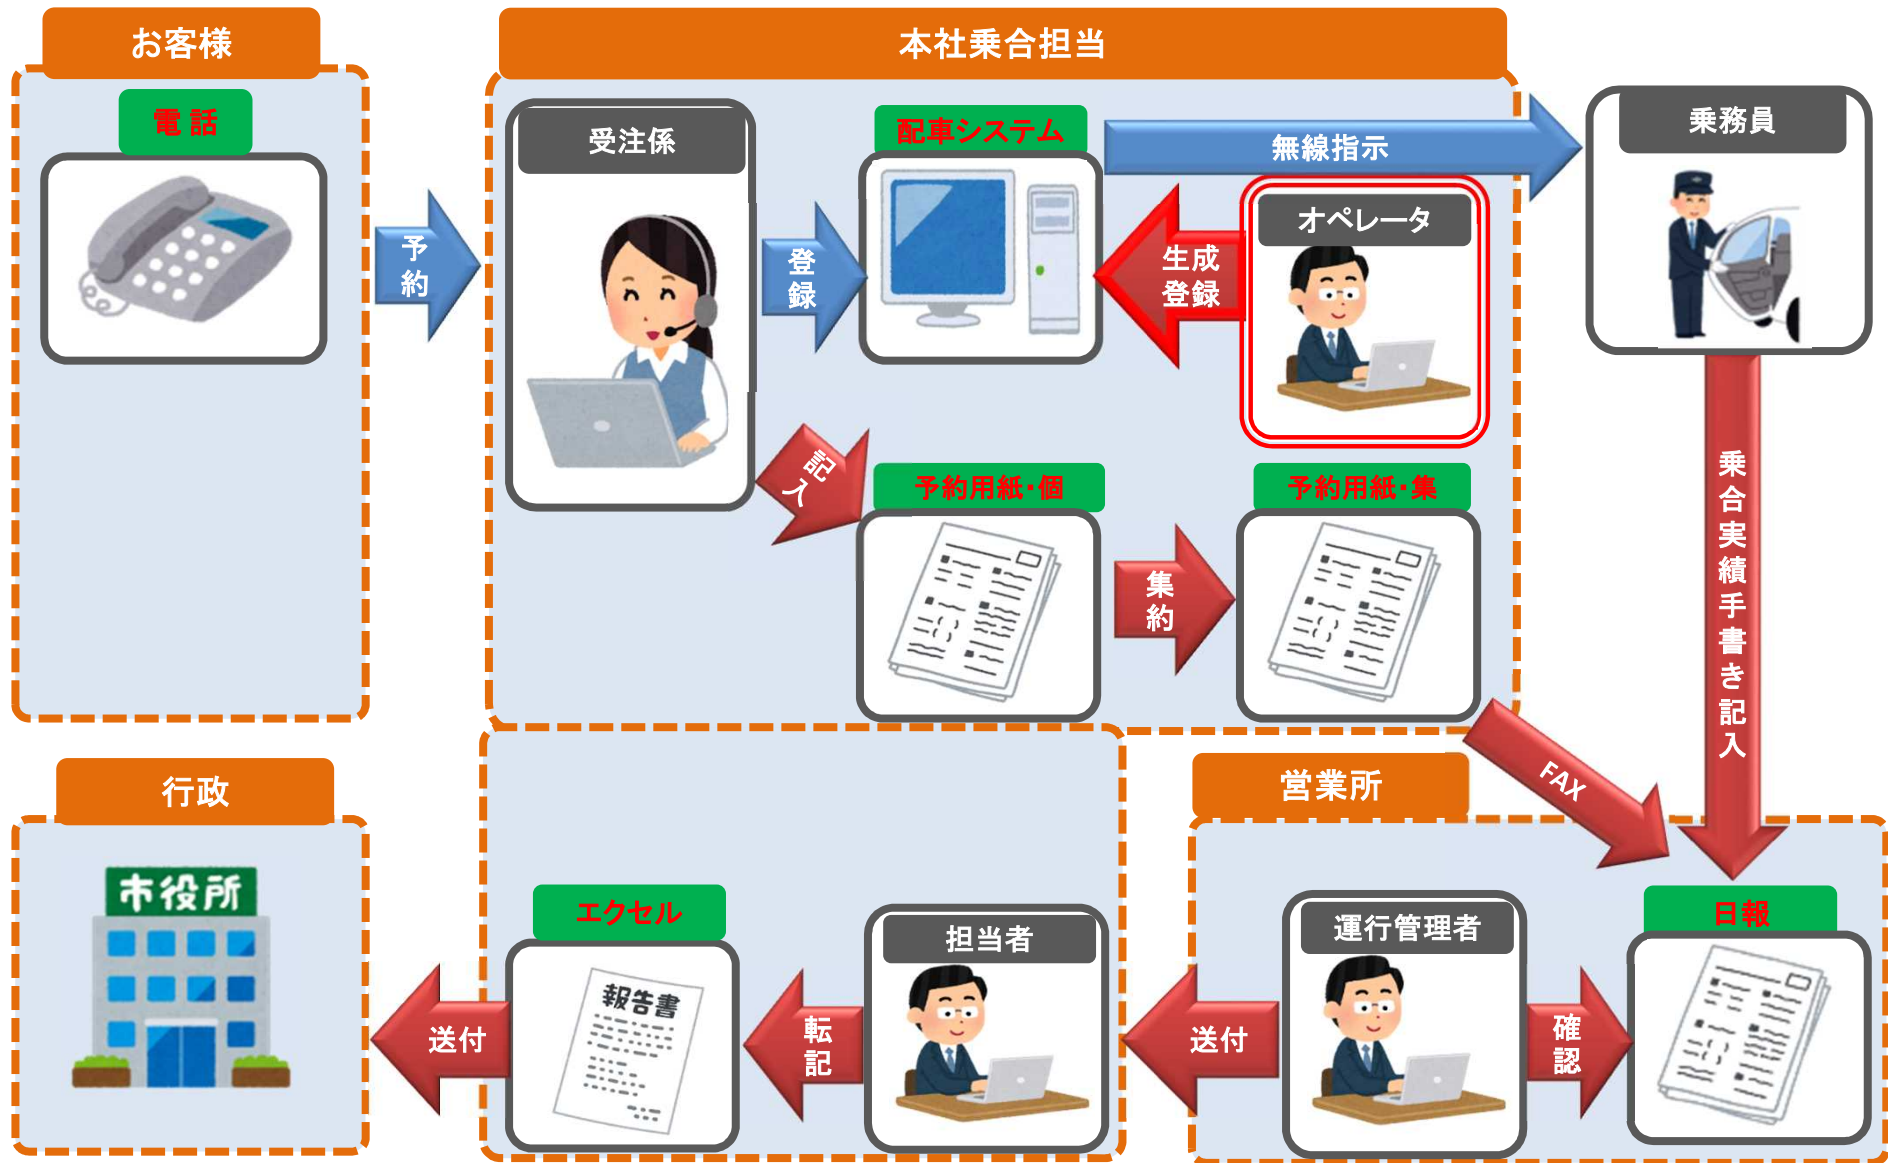 お客様
電話
予約
本社乗合担当
受注係
登録
配車システム
無線指示
生成
登録
オペレータ
乗務員
記入
予約用紙・個
集約
予約用紙・集
乗合実績手書き記入
FAX
営業所
日報
確認
運行管理者
送付
担当者
転記
エクセル
報告書
送付
行政
市役所